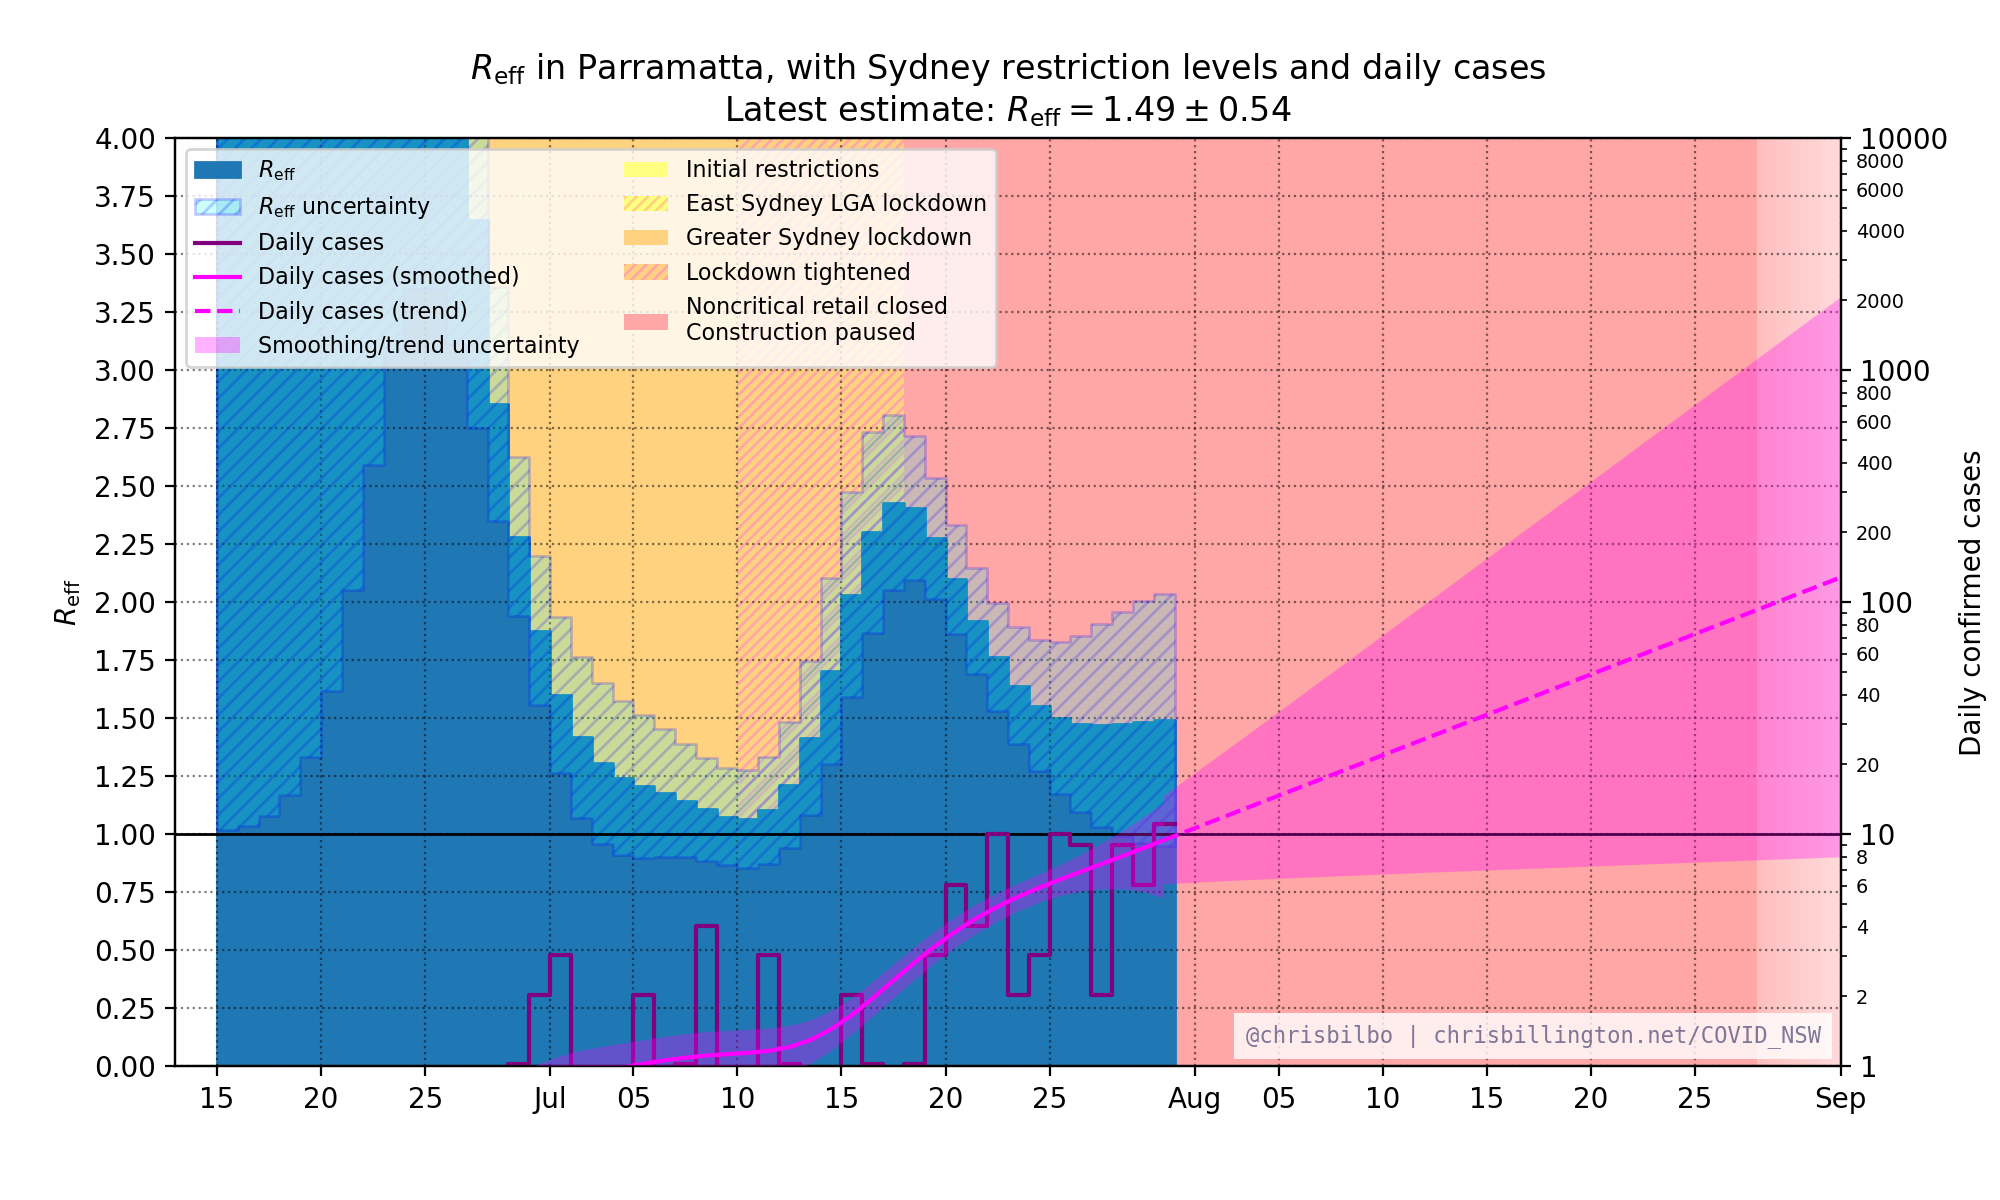 R_eff in Parramatta, with Sydney restriction levels and daily cases
Latest estimate: R_eff = 1.49 ± 0.54
R_eff
R_eff uncertainty
Daily cases
Daily cases (smoothed)
Daily cases (trend)
Smoothing/trend uncertainty
Initial restrictions
East Sydney LGA lockdown
Greater Sydney lockdown
Lockdown tightened
Noncritical retail closed
Construction paused
R_eff
4.00
3.75
3.50
3.25
3.00
2.75
2.50
2.25
2.00
1.75
1.50
1.25
1.00
0.75
0.50
0.25
0.00
15 20 25 Jul 05 10 15 20 25 Aug 05 10 15 20 25 Sep
10000
8000
6000
4000
2000
1000
800
600
400
200
100
80
60
40
20
10
8
6
4
2
1
Daily confirmed cases
@chrisbilbo | chrisbillington.net/COVID_NSW